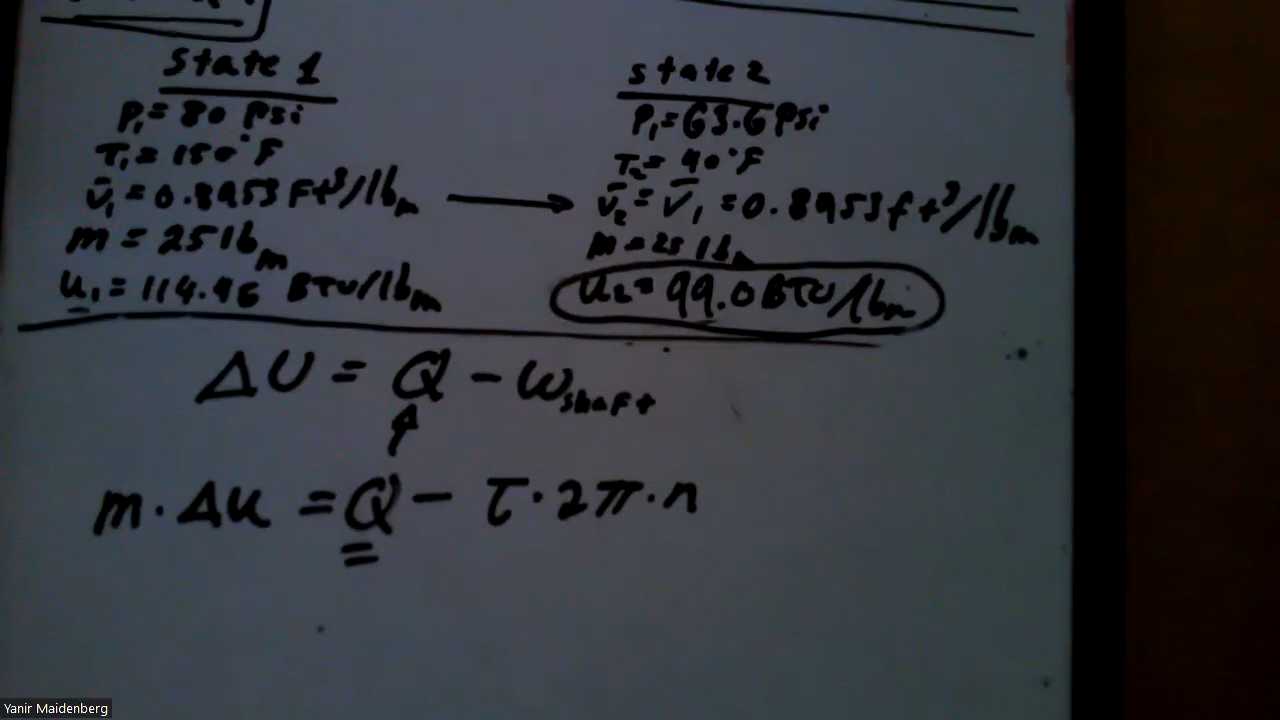 State 1
P₁ = 80 Psi
T₁ = 150°F
v̄₁ = 0.8953 Ft³/lbm
m = 25 lbm
u₁ = 114.46 BTU/lbm
state 2
P₁ = 63.6 Psi
T₂ = 40°F
v̄₂ = v̄₁ = 0.8953 ft³/lbm
m = 25 lbm
u₂ = 99.0 BTU/lbm
ΔU = Q - Wshaft
m · Δu = Q - τ · 2π · n
Yanir Maidenberg